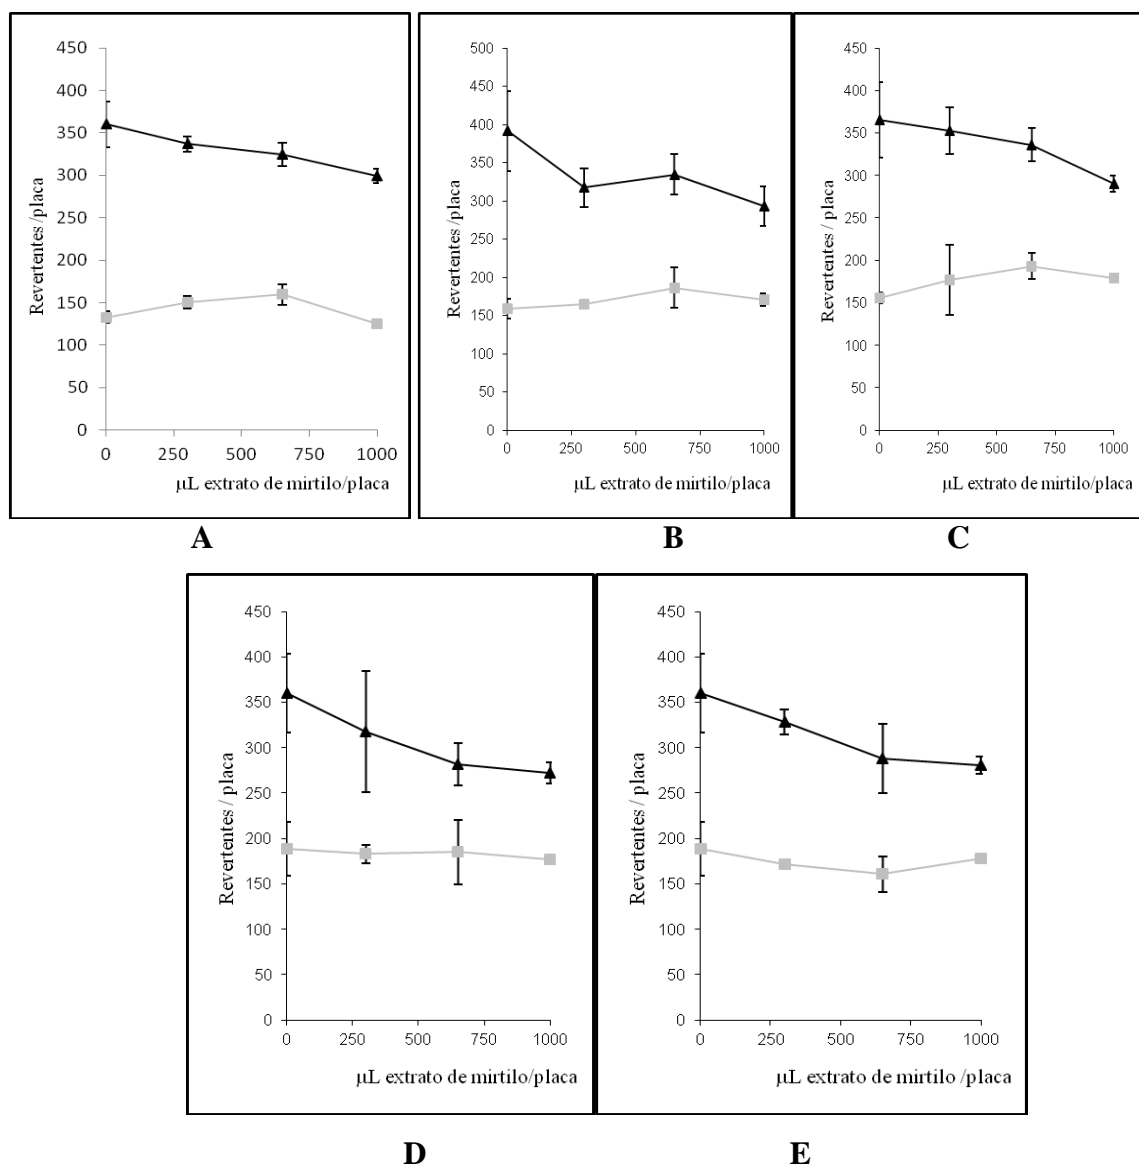 450
400
350
300
250
200
150
100
50
0
Revertentes /placa
0 250 500 750 1000
μL extrato de mirtilo/placa
A
500
450
400
350
300
250
200
150
100
50
0
Revertentes/placa
0 250 500 750 1000
μL extrato de mirtilo/placa
B
450
400
350
300
250
200
150
100
50
0
Revertentes / placa
0 250 500 750 1000
μL extrato de mirtilo/placa
C
450
400
350
300
250
200
150
100
50
0
Revertentes / placa
0 250 500 750 1000
μL extrato de mirtilo/placa
D
450
400
350
300
250
200
150
100
50
0
Revertentes / placa
0 250 500 750 1000
μL extrato de mirtilo /placa
E